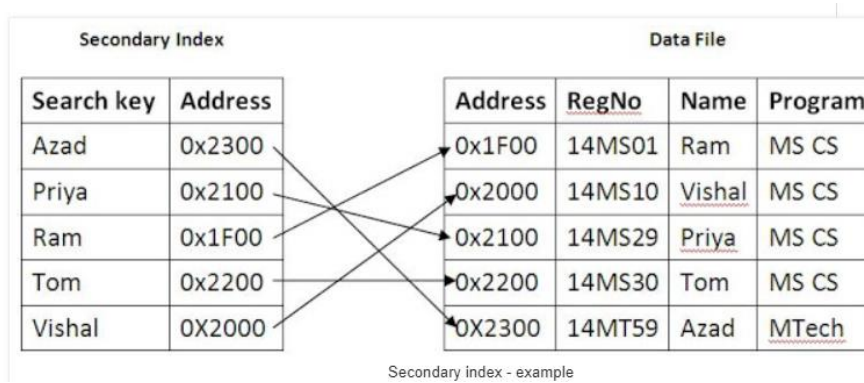 Secondary Index Data File
Search key Address Address RegNo Name Program
Azad 0x2300 0x1F00 14MS01 Ram MS CS
Priya 0x2100 0x2000 14MS10 Vishal MS CS
Ram 0x1F00 0x2100 14MS29 Priya MS CS
Tom 0x2200 0x2200 14MS30 Tom MS CS
Vishal 0X2000 0X2300 14MT59 Azad MTech
Secondary index - example